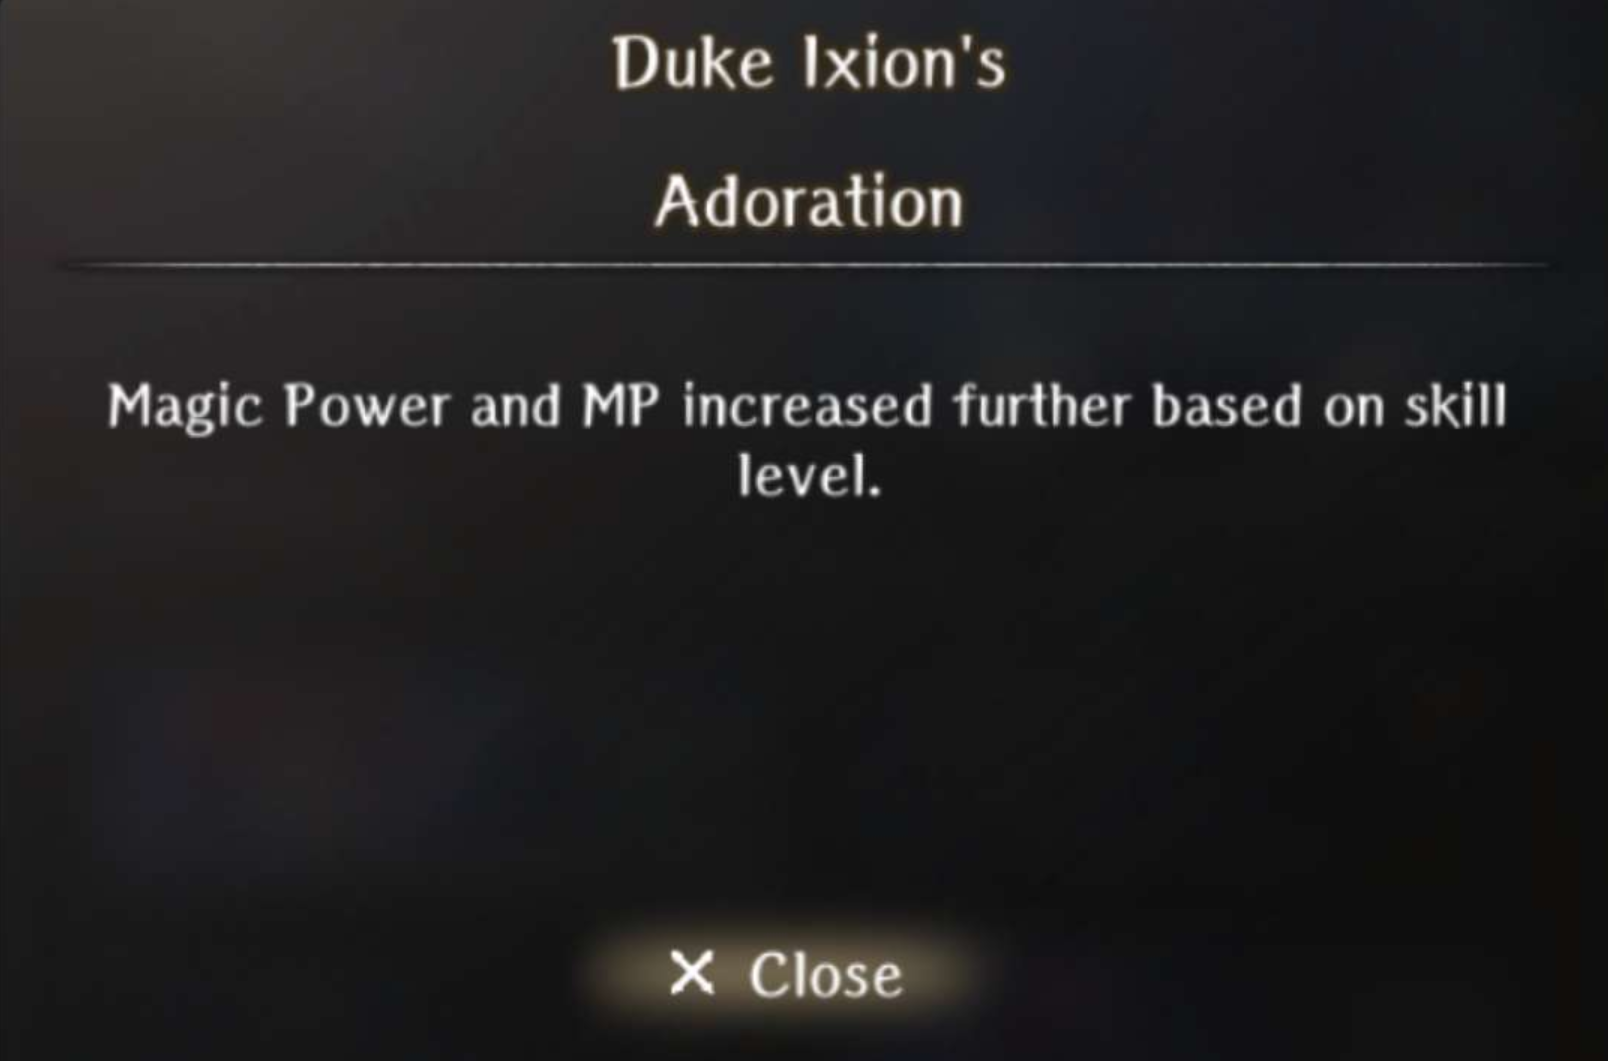 Duke Ixion's
Adoration
Magic Power and MP increased further based on skill
level.
X Close